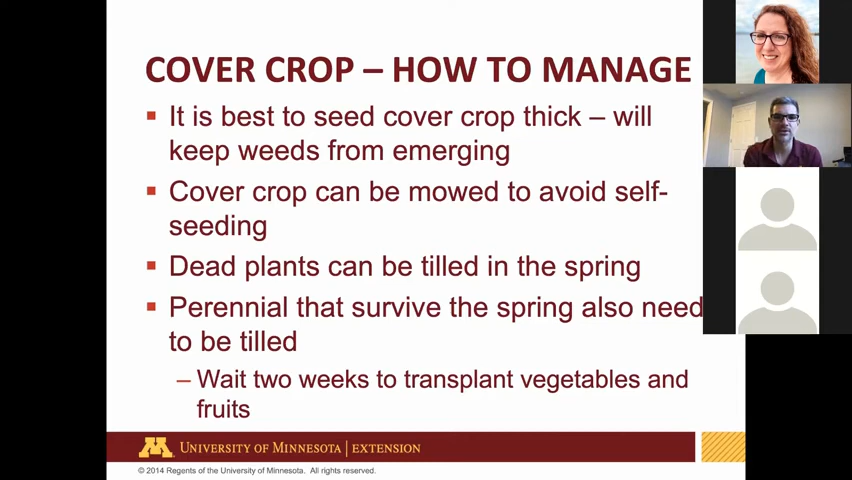 COVER CROP – HOW TO MANAGE
▪ It is best to seed cover crop thick – will
keep weeds from emerging
▪ Cover crop can be mowed to avoid self-
seeding
▪ Dead plants can be tilled in the spring
▪ Perennial that survive the spring also need
to be tilled
– Wait two weeks to transplant vegetables and
fruits
M UNIVERSITY OF MINNESOTA | EXTENSION
© 2014 Regents of the University of Minnesota. All rights reserved.